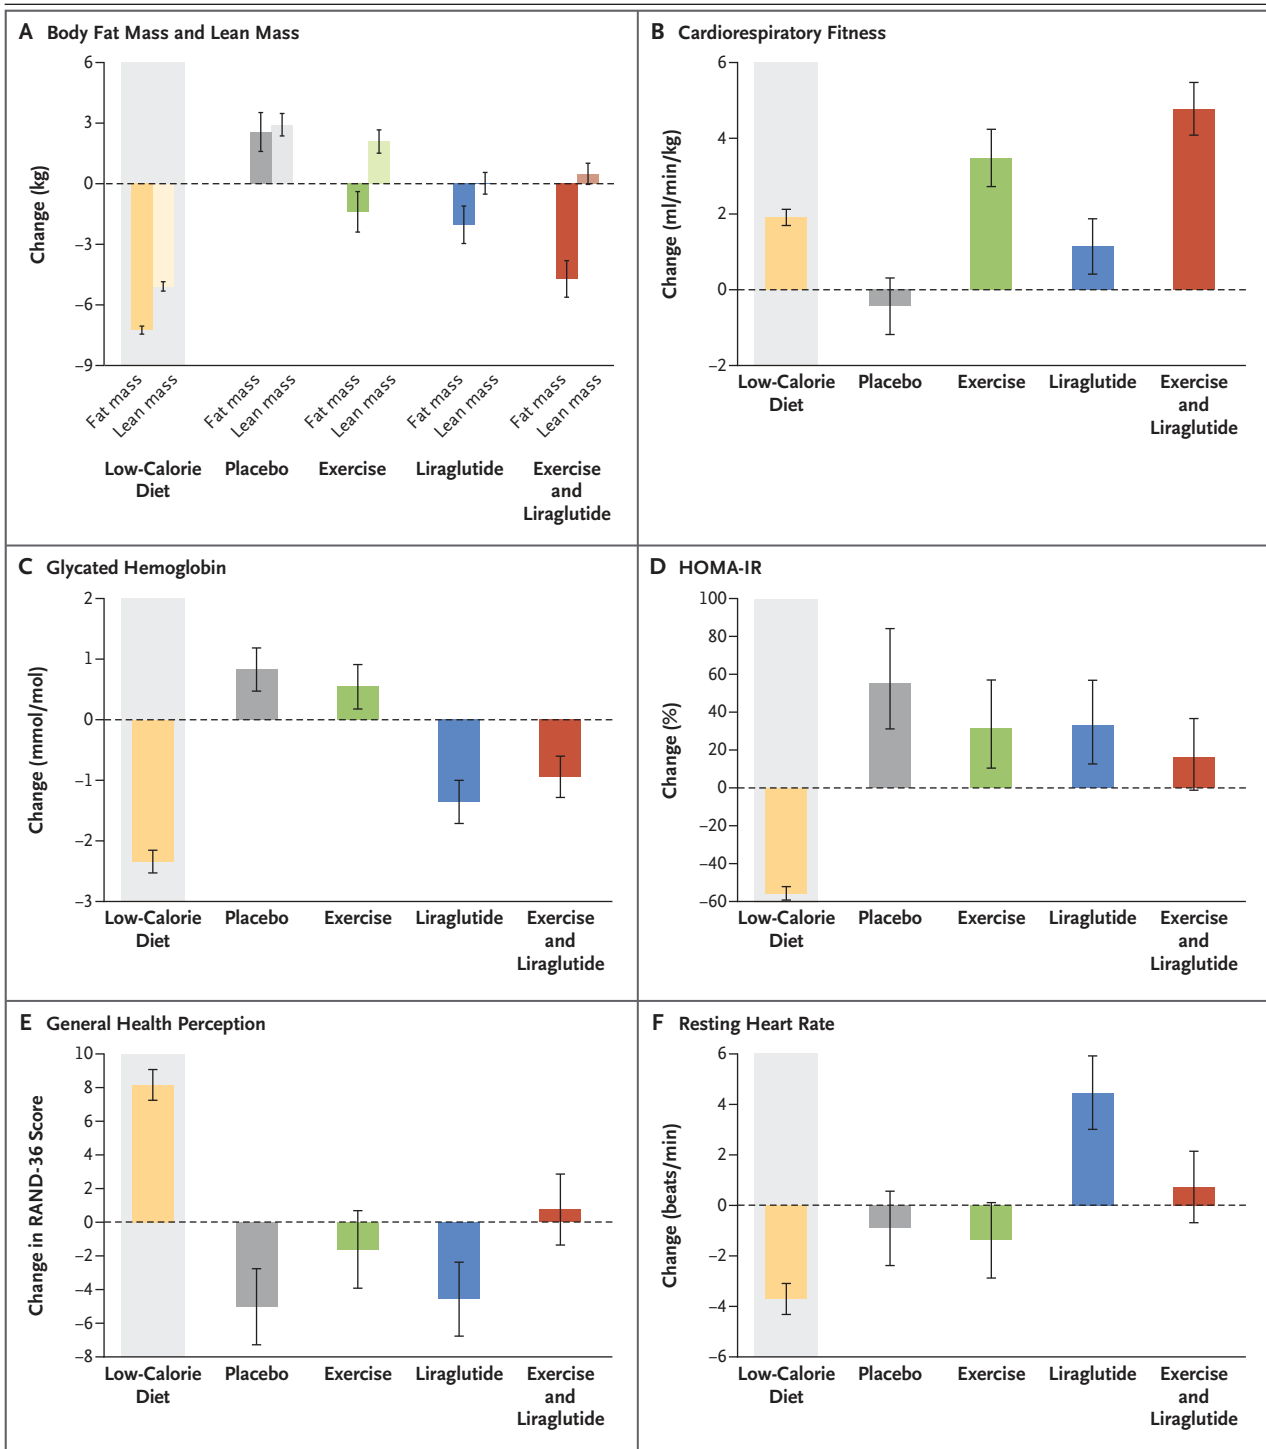 A Body Fat Mass and Lean Mass
6
3
0
–3
–6
–9
Change (kg)
Fat mass
Lean mass
Fat mass
Lean mass
Fat mass
Lean mass
Fat mass
Lean mass
Fat mass
Lean mass
Low-Calorie
Diet
Placebo
Exercise
Liraglutide
Exercise
and
Liraglutide
B Cardiorespiratory Fitness
6
4
2
0
–2
Change (ml/min/kg)
Low-Calorie
Diet
Placebo
Exercise
Liraglutide
Exercise
and
Liraglutide
C Glycated Hemoglobin
2
1
0
–1
–2
–3
Change (mmol/mol)
Low-Calorie
Diet
Placebo
Exercise
Liraglutide
Exercise
and
Liraglutide
D HOMA-IR
100
80
60
40
20
0
–20
–40
–60
Change (%)
Low-Calorie
Diet
Placebo
Exercise
Liraglutide
Exercise
and
Liraglutide
E General Health Perception
10
8
6
4
2
0
–2
–4
–6
–8
Change in RAND-36 Score
Low-Calorie
Diet
Placebo
Exercise
Liraglutide
Exercise
and
Liraglutide
F Resting Heart Rate
6
4
2
0
–2
–4
–6
Change (beats/min)
Low-Calorie
Diet
Placebo
Exercise
Liraglutide
Exercise
and
Liraglutide